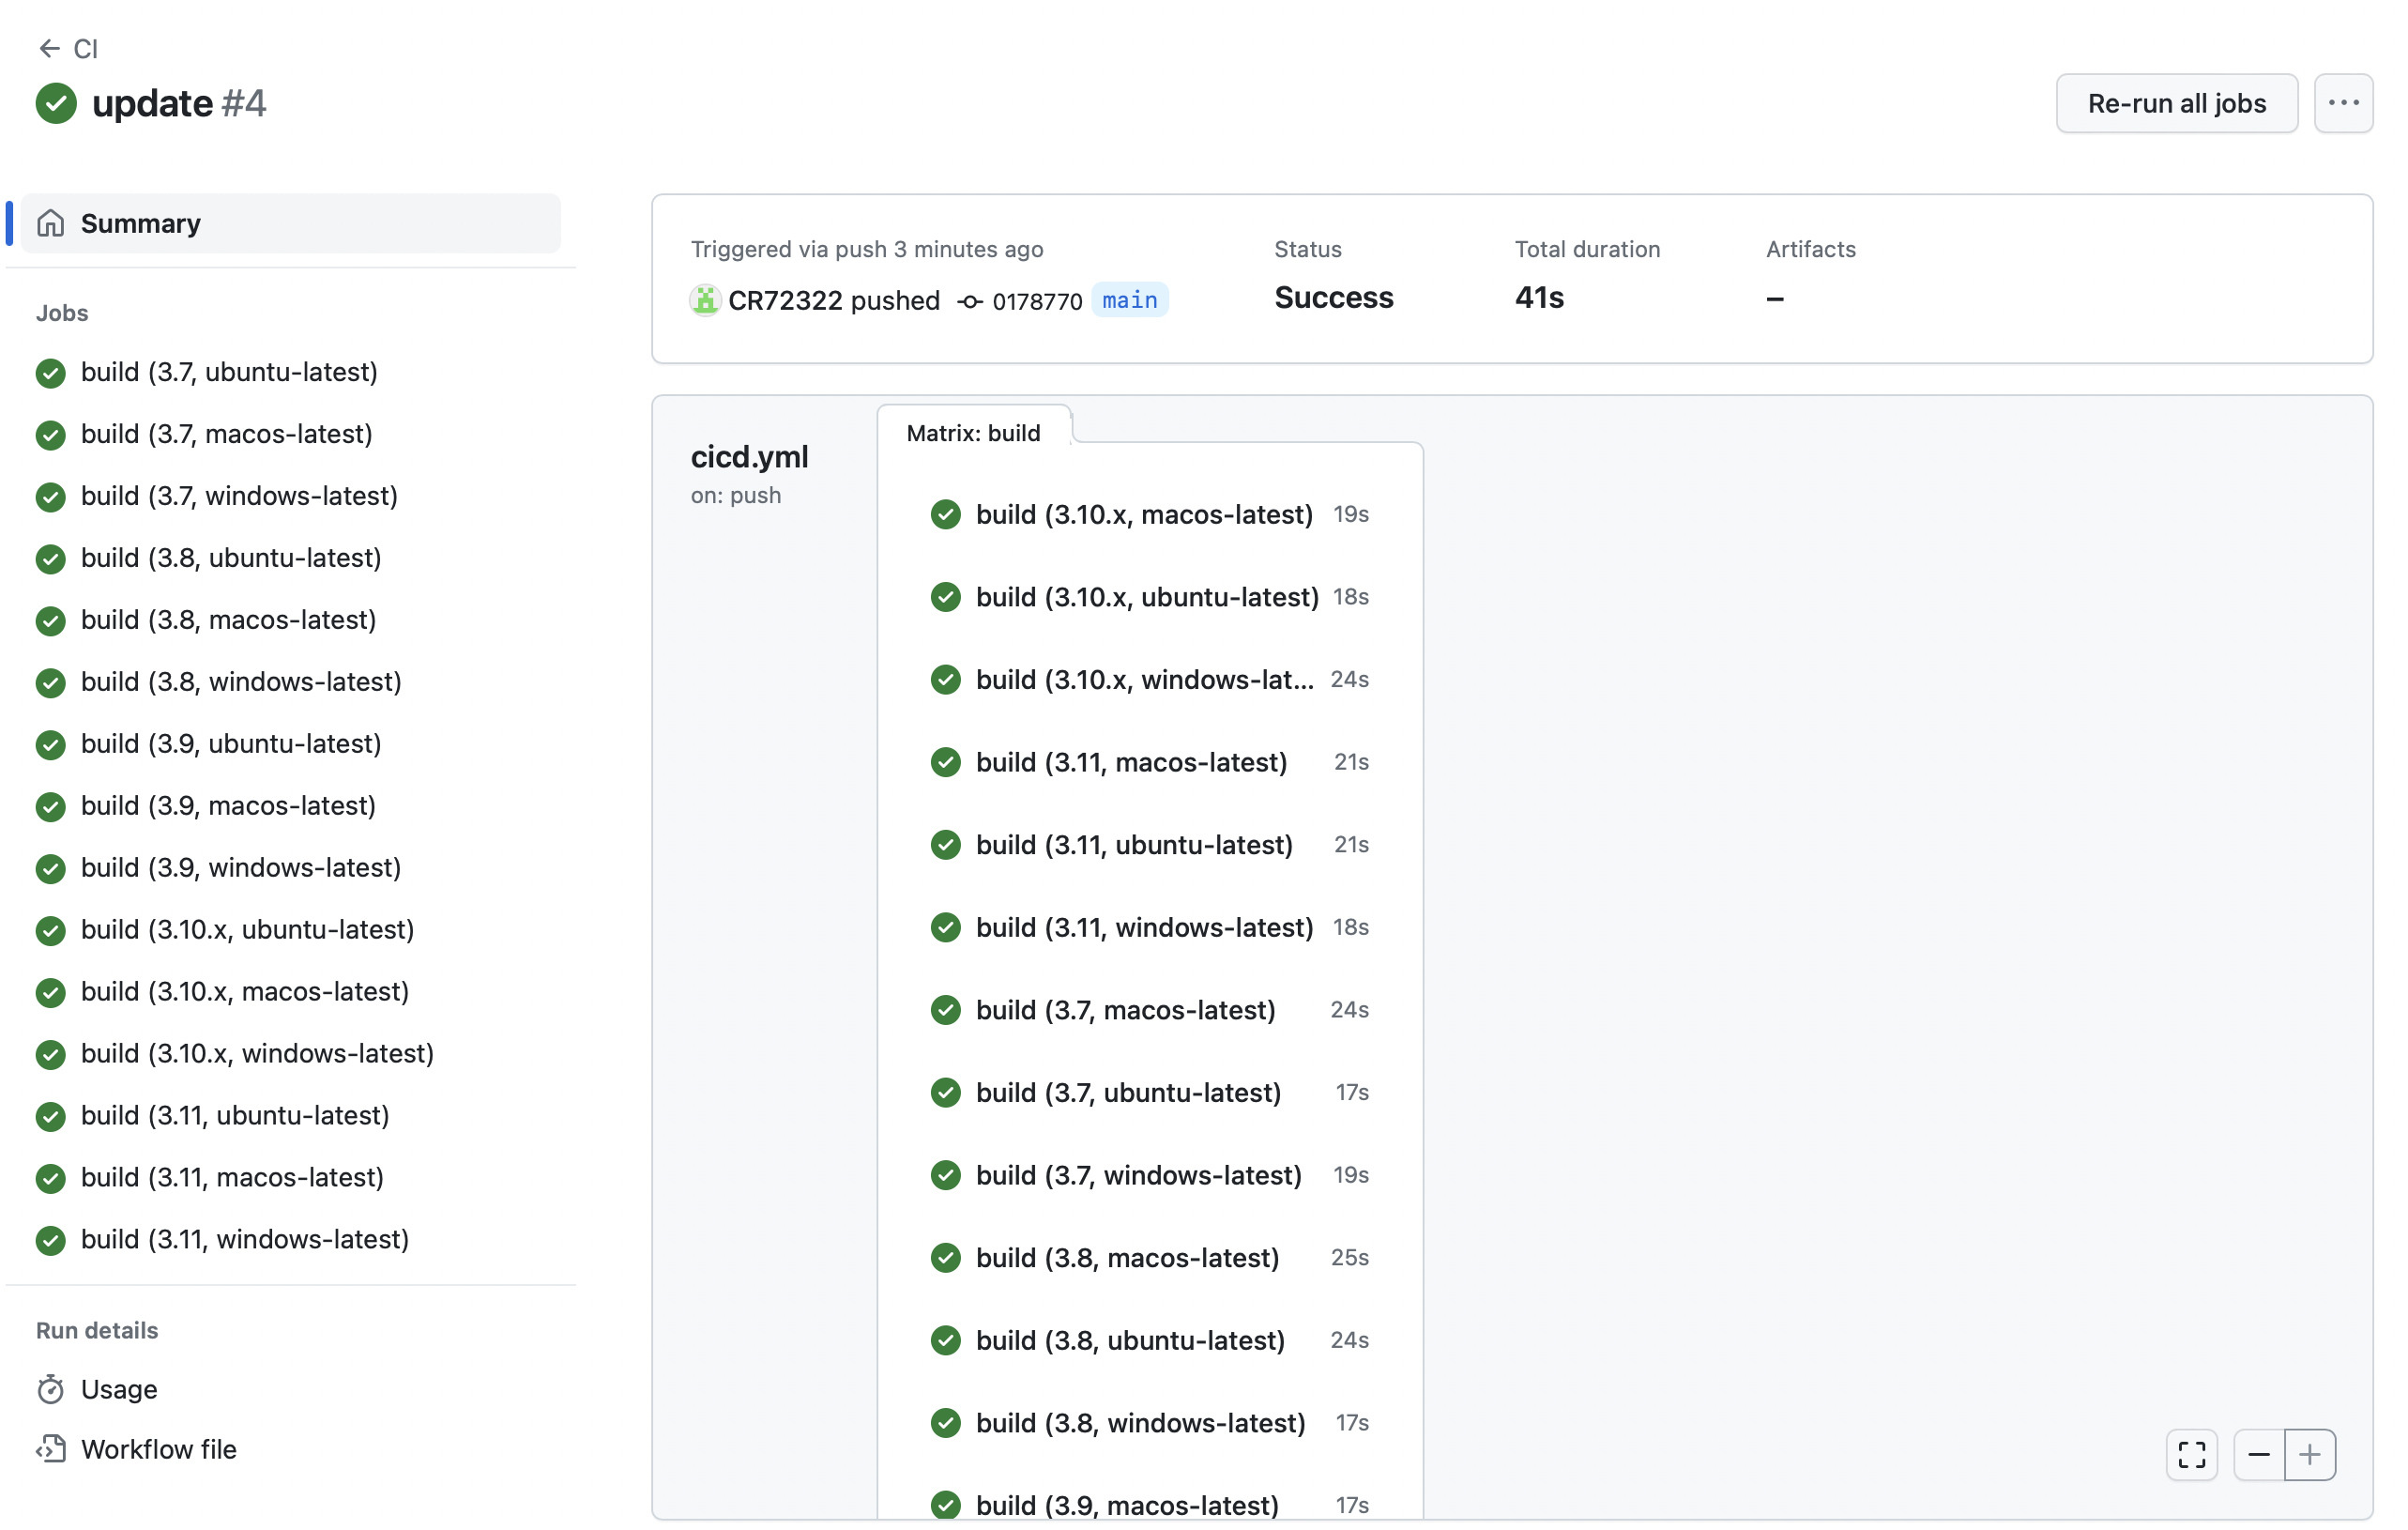 ← CI
update #4
Re-run all jobs
···
Summary
Jobs
build (3.7, ubuntu-latest)
build (3.7, macos-latest)
build (3.7, windows-latest)
build (3.8, ubuntu-latest)
build (3.8, macos-latest)
build (3.8, windows-latest)
build (3.9, ubuntu-latest)
build (3.9, macos-latest)
build (3.9, windows-latest)
build (3.10.x, ubuntu-latest)
build (3.10.x, macos-latest)
build (3.10.x, windows-latest)
build (3.11, ubuntu-latest)
build (3.11, macos-latest)
build (3.11, windows-latest)
Run details
Usage
Workflow file
Triggered via push 3 minutes ago
CR72322 pushed 0178770 main
Status
Success
Total duration
41s
Artifacts
–
cicd.yml
on: push
Matrix: build
build (3.10.x, macos-latest) 19s
build (3.10.x, ubuntu-latest) 18s
build (3.10.x, windows-lat... 24s
build (3.11, macos-latest) 21s
build (3.11, ubuntu-latest) 21s
build (3.11, windows-latest) 18s
build (3.7, macos-latest) 24s
build (3.7, ubuntu-latest) 17s
build (3.7, windows-latest) 19s
build (3.8, macos-latest) 25s
build (3.8, ubuntu-latest) 24s
build (3.8, windows-latest) 17s
build (3.9, macos-latest) 17s